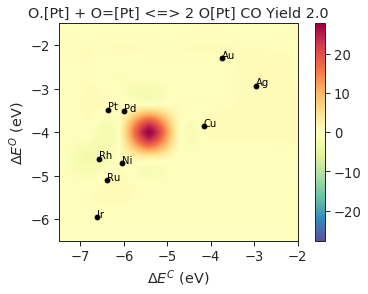 O.[Pt] + O=[Pt] <=> 2 O[Pt] CO Yield 2.0
−2
−3
−4
−5
−6
ΔE^O (eV)
Au
Ag
Pt
Pd
Cu
Rh
Ni
Ru
Ir
20
10
0
−10
−20
−7
−6
−5
−4
−3
−2
ΔE^C (eV)